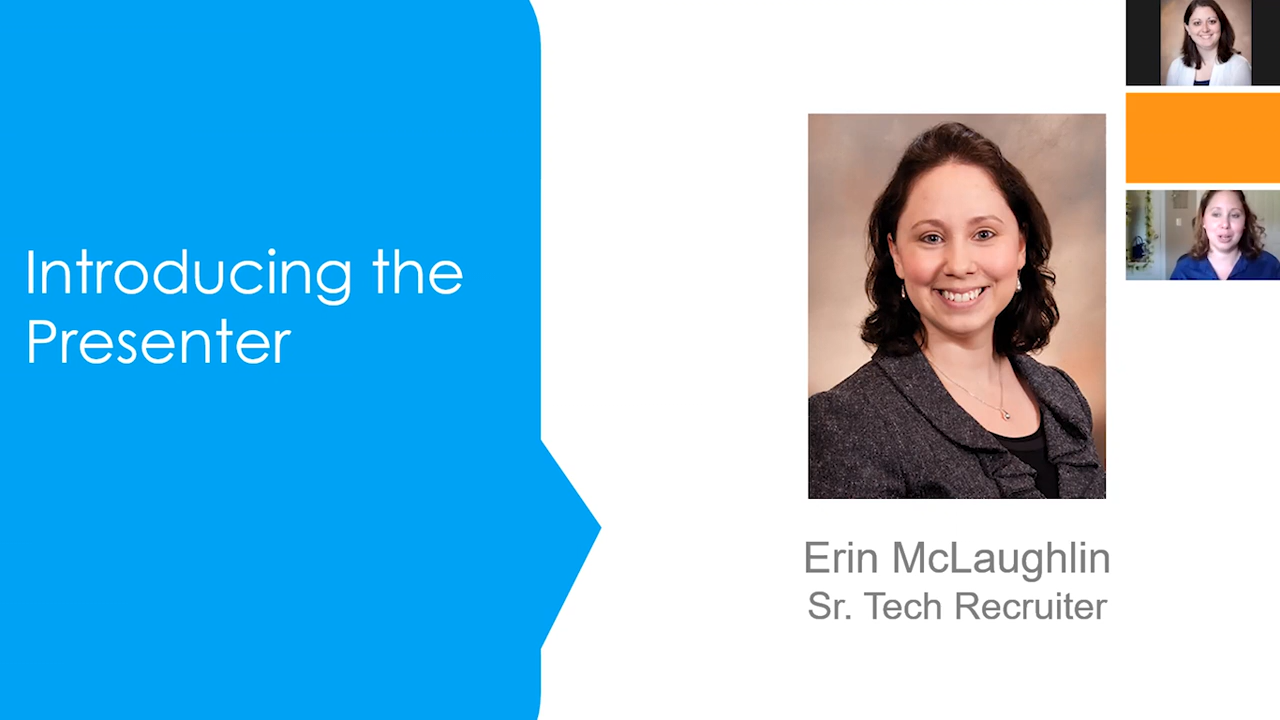 Introducing the
Presenter
Erin McLaughlin
Sr. Tech Recruiter